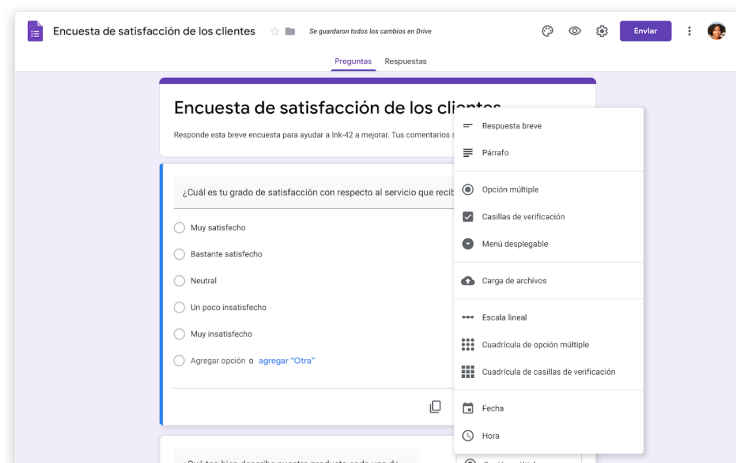 Encuesta de satisfacción de los clientes
Se guardaron todos los cambios en Drive
Enviar
Preguntas
Respuestas
Encuesta de satisfacción de los clientes
Responde esta breve encuesta para ayudar a Ink-42 a mejorar. Tus comentarios
¿Cuál es tu grado de satisfacción con respecto al servicio que
Muy satisfecho
Bastante satisfecho
Neutral
Un poco insatisfecho
Muy insatisfecho
Agregar opción o agregar "Otra"
Respuesta breve
Párrafo
Opción múltiple
Casillas de verificación
Menú desplegable
Carga de archivos
Escala lineal
Cuadrícula de opción múltiple
Cuadrícula de casillas de verificación
Fecha
Hora